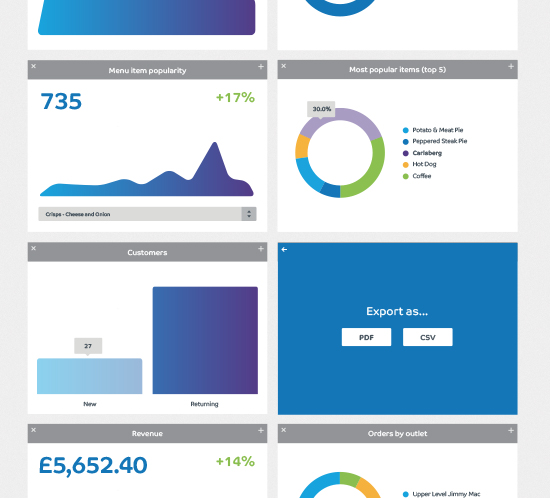 Menu item popularity
735
+17%
Crisps - Cheese and Onion
Most popular items (top 5)
30.0%
Potato & Meat Pie
Peppered Steak Pie
Carlsberg
Hot Dog
Coffee
Customers
27
New
Returning
Export as...
PDF
CSV
Revenue
£5,652.40
+14%
Orders by outlet
Upper Level Jimmy Mac